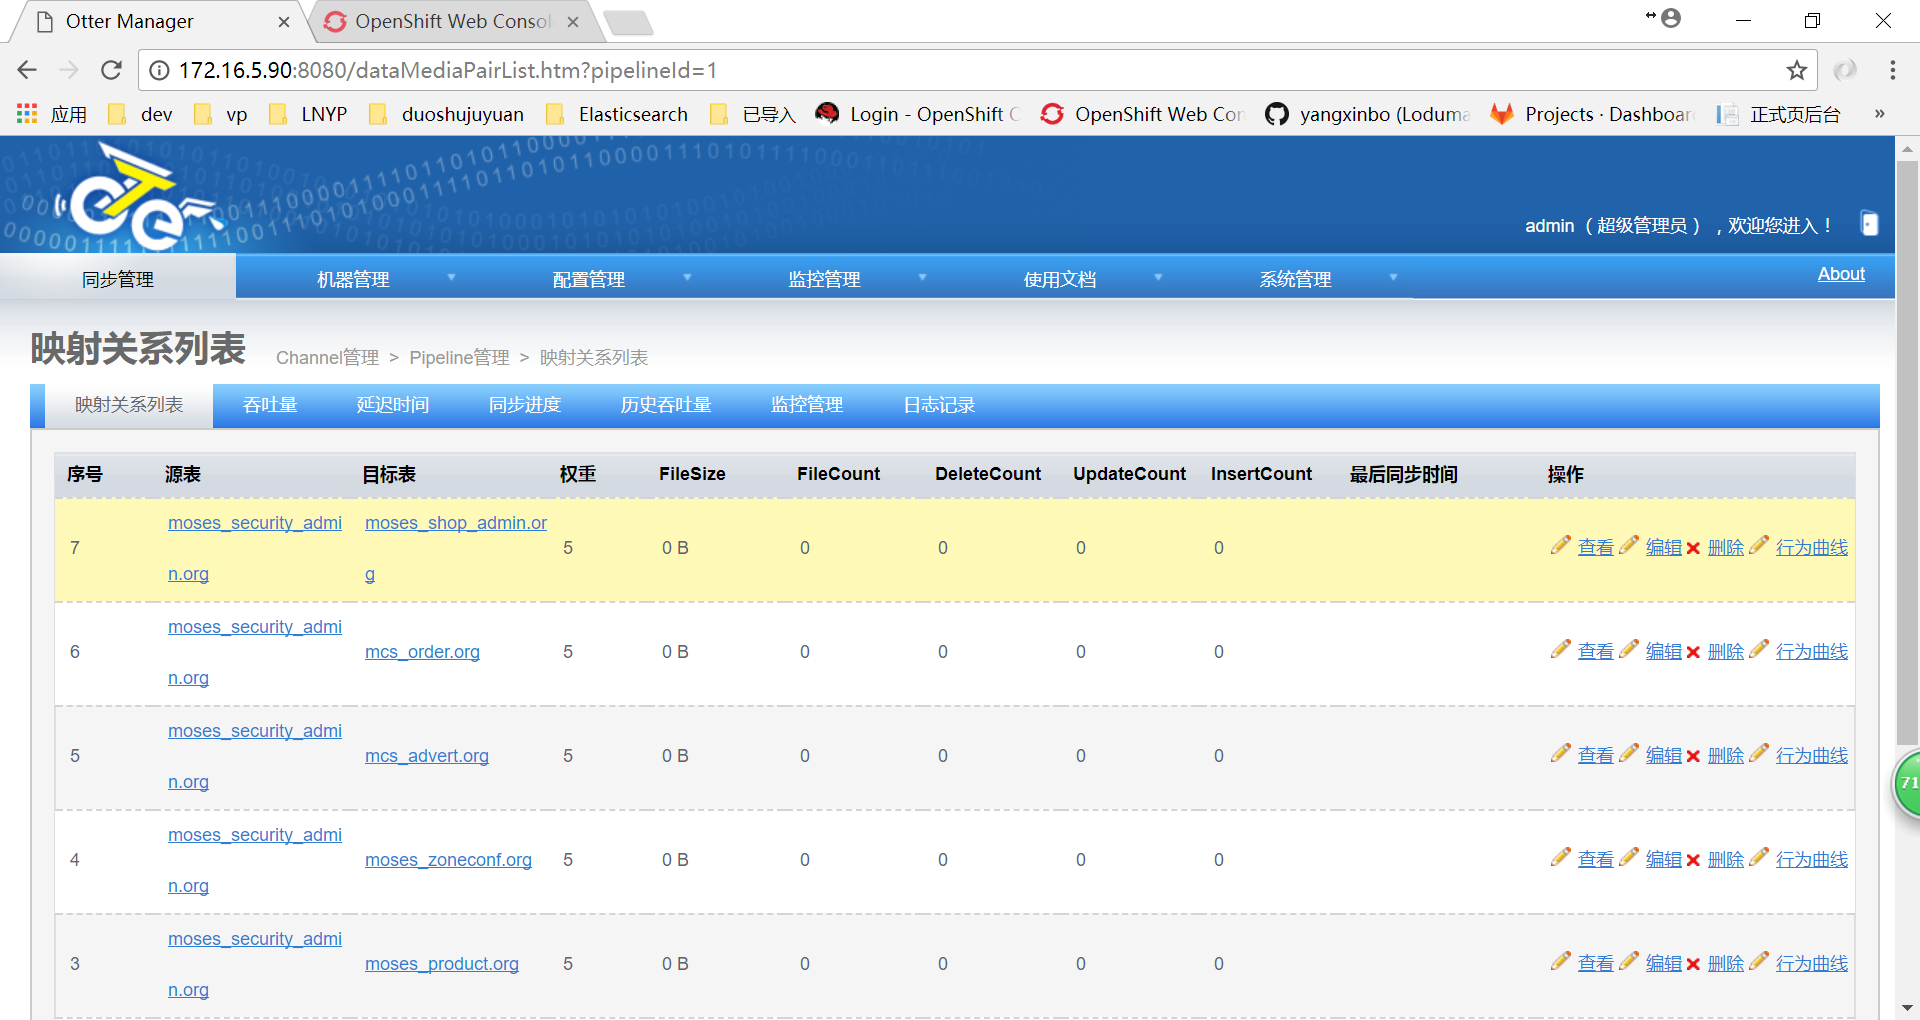 Otter Manager
OpenShift Web Consol
172.16.5.90:8080/dataMediaPairList.htm?pipelineId=1
应用 dev vp LNYP duoshujuyuan Elasticsearch 已导入 Login - OpenShift OpenShift Web Con yangxinbo (Loduma Projects · Dashboar 正式页后台 »
admin （超级管理员），欢迎您进入！
同步管理 机器管理 配置管理 监控管理 使用文档 系统管理 About
映射关系列表 Channel管理 > Pipeline管理 > 映射关系列表
映射关系列表 吞吐量 延迟时间 同步进度 历史吞吐量 监控管理 日志记录
序号 源表 目标表 权重 FileSize FileCount DeleteCount UpdateCount InsertCount 最后同步时间 操作
moses_security_admi moses_shop_admin.or
7 5 0 B 0 0 0 0 查看 编辑 删除 行为曲线
n.org g
moses_security_admi
6 mcs_order.org 5 0 B 0 0 0 0 查看 编辑 删除 行为曲线
n.org
moses_security_admi
5 mcs_advert.org 5 0 B 0 0 0 0 查看 编辑 删除 行为曲线
n.org
moses_security_admi
4 moses_zoneconf.org 5 0 B 0 0 0 0 查看 编辑 删除 行为曲线
n.org
moses_security_admi
3 moses_product.org 5 0 B 0 0 0 0 查看 编辑 删除 行为曲线
n.org
71